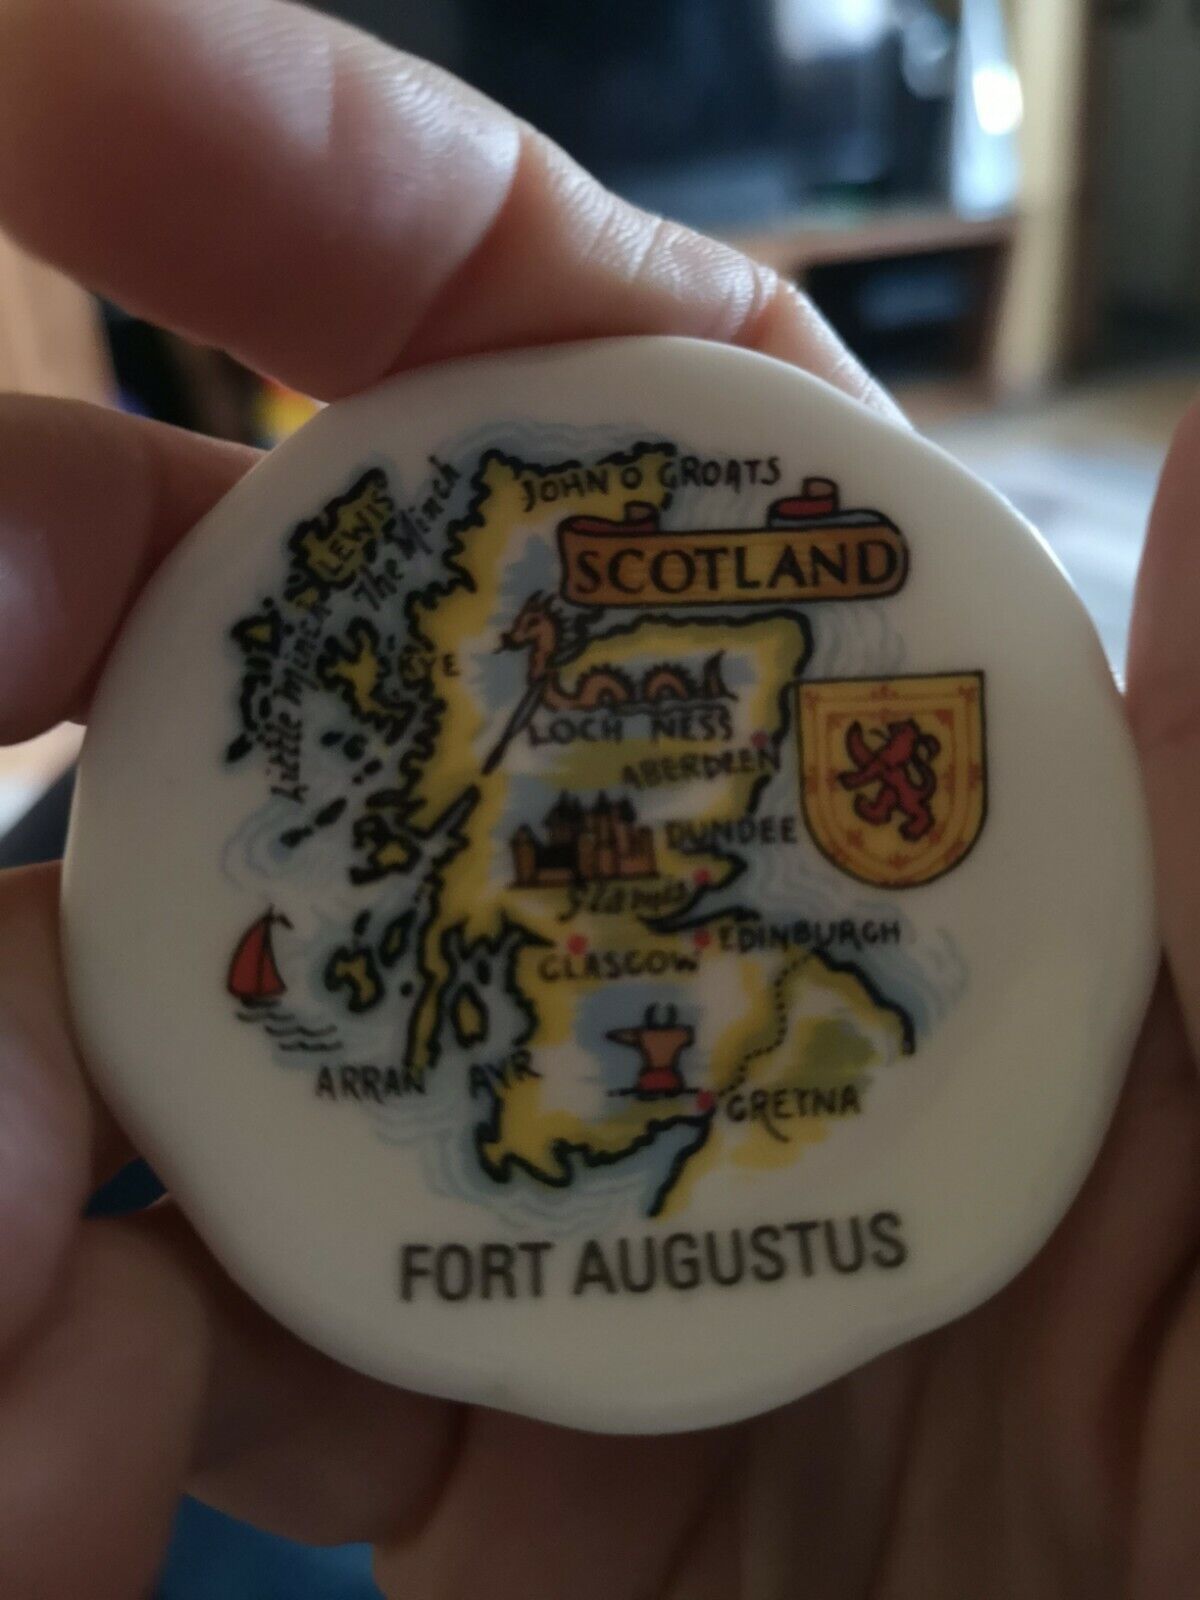 JOHN O GROATS
LEWIS
The Minch
SCOTLAND
Little Minch
LOCH NESS
ABERDEEN
DUNDEE
Glamis
EDINBURGH
GLASGOW
ARRAN
AYR
GRETNA
FORT AUGUSTUS